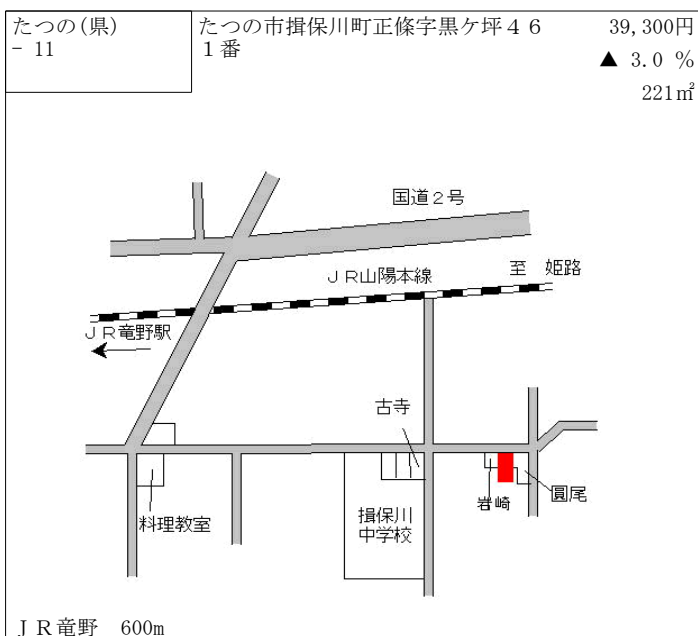 たつの(県)
- 11
たつの市揖保川町正條字黒ケ坪４６
１番
39,300円
▲ 3.0 %
221㎡
国道２号
ＪＲ山陽本線
至 姫路
ＪＲ竜野駅
古寺
料理教室
揖保川
中学校
岩崎
圓尾
ＪＲ竜野 600m